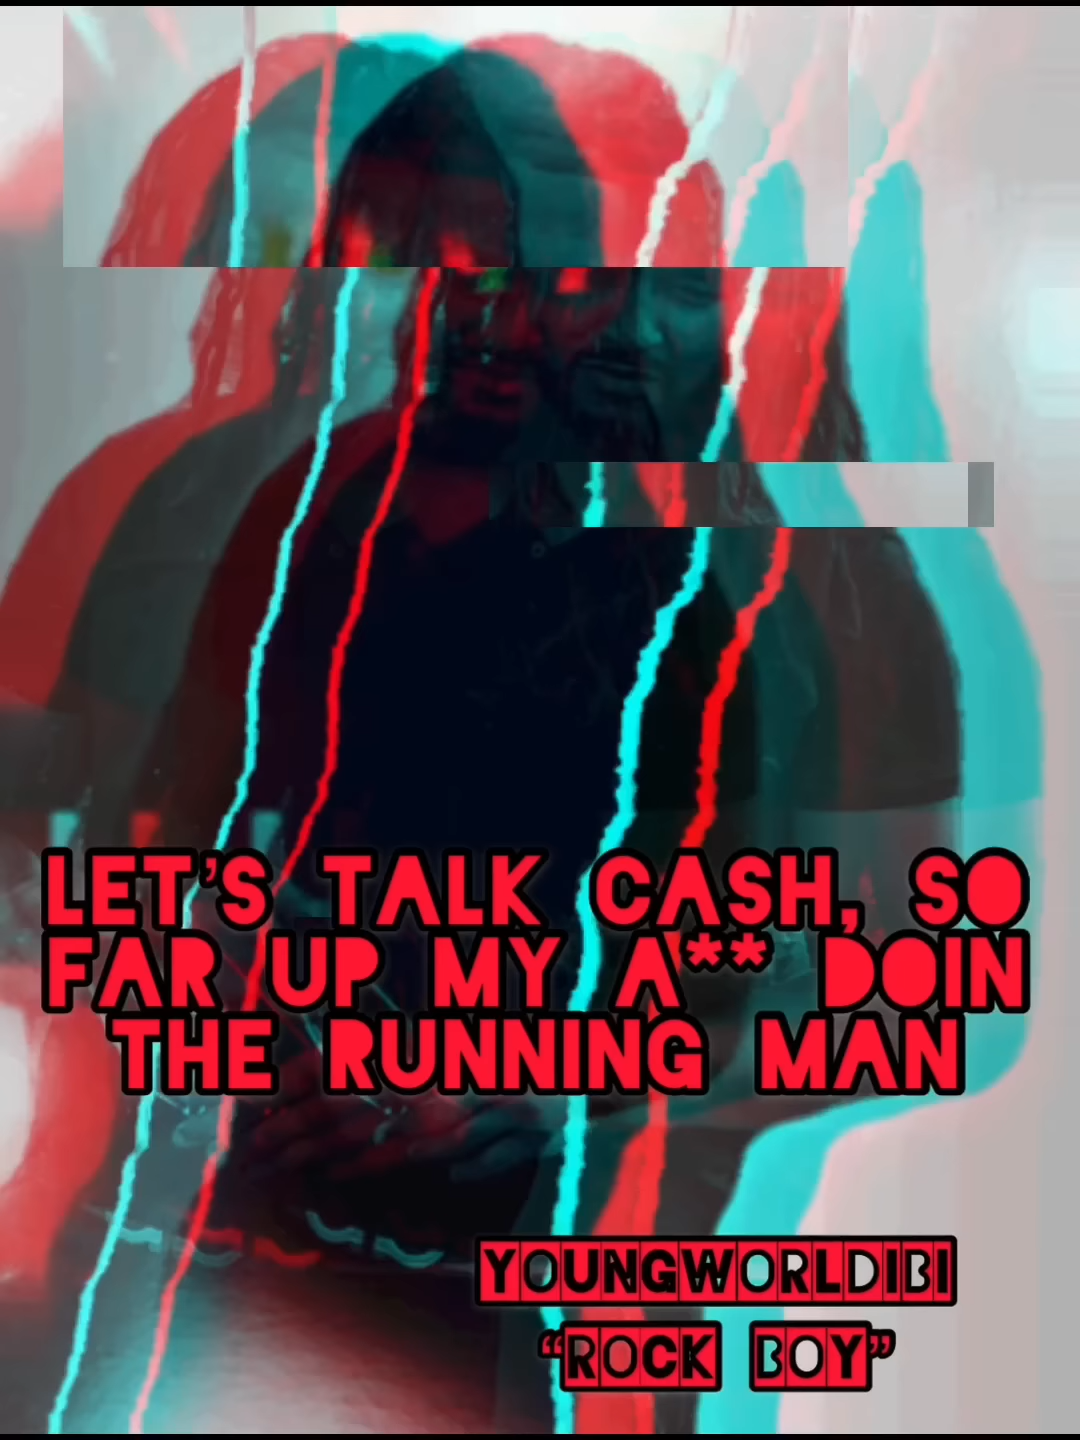 LET'S TALK CASH, SO
FAR UP MY A** DOIN
THE RUNNING MAN
YOUNGWORLDIBI
“ROCK BOY”